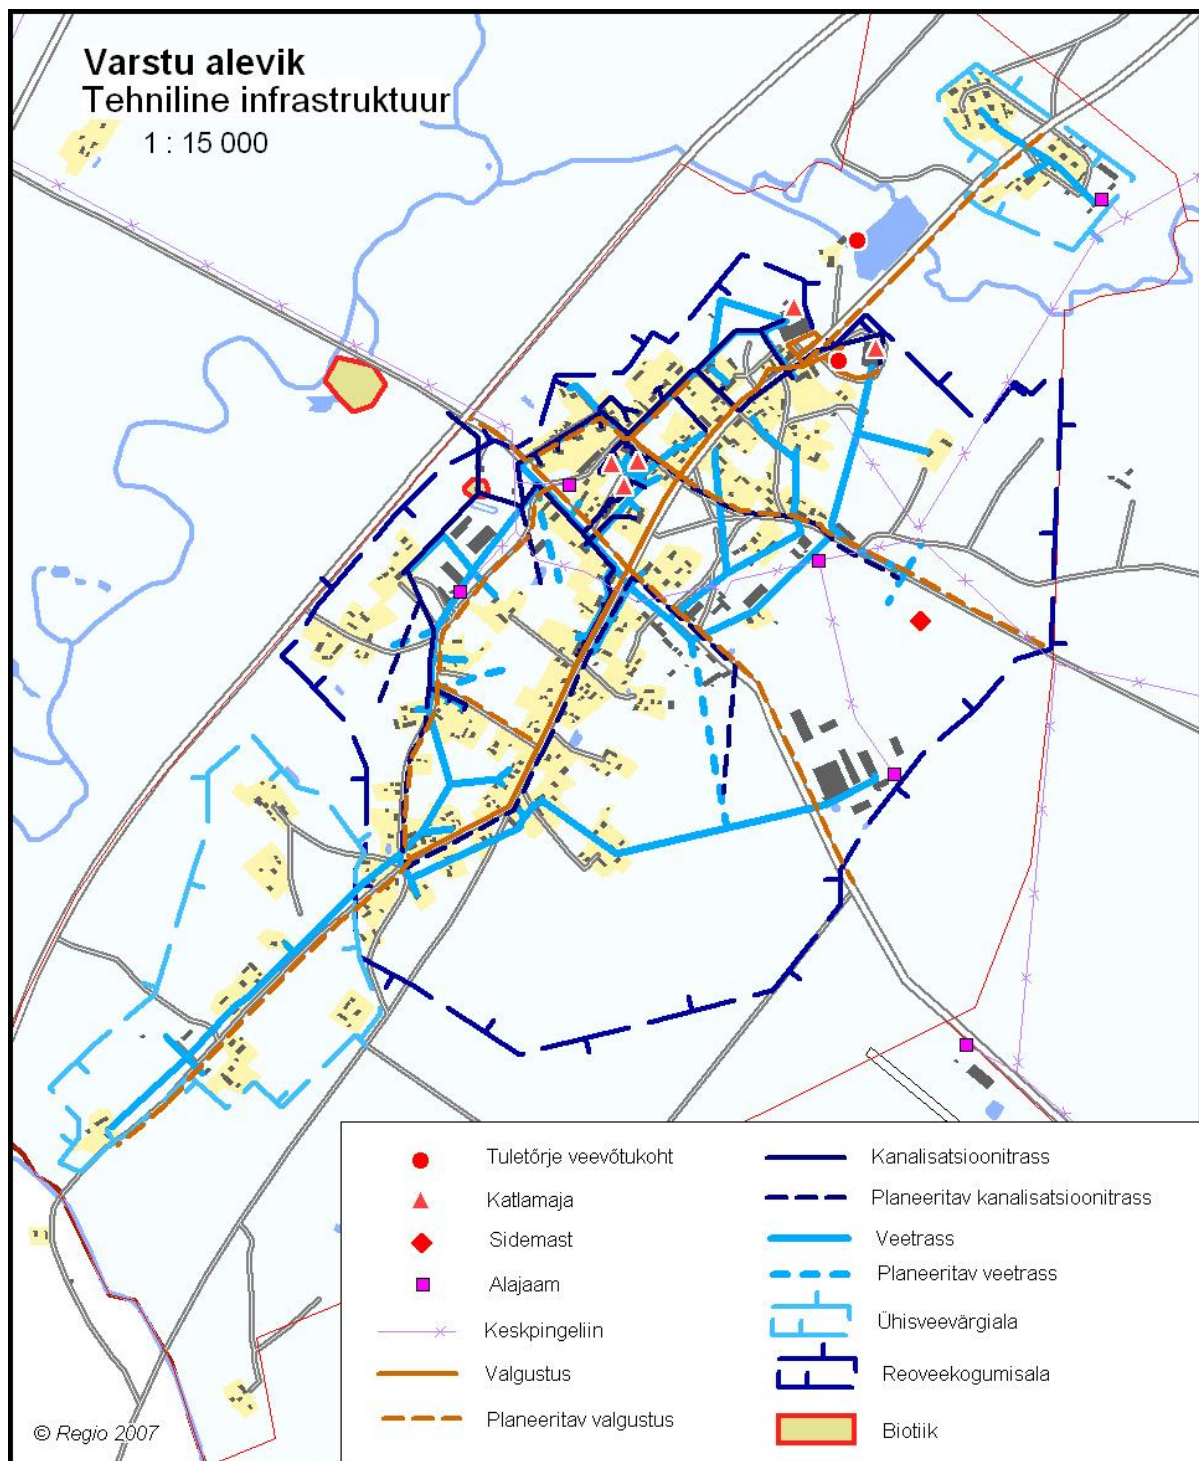 Varstu alevik
Tehniline infrastruktuur
1 : 15 000
Tuletõrje veevõtukoht
Katlamaja
Sidemast
Alajaam
Keskpingeliin
Valgustus
Planeeritav valgustus
Kanalisatsioonitrass
Planeeritav kanalisatsioonitrass
Veetrass
Planeeritav veetrass
Ühisveevärgiala
Reoveekogumisala
Biotiik
© Regio 2007